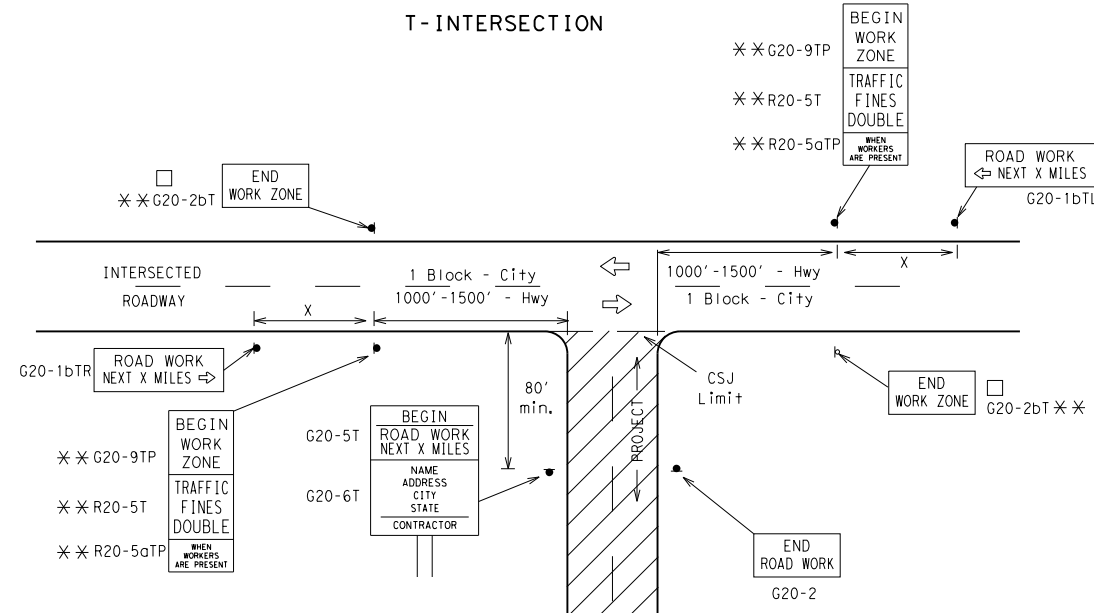 T-INTERSECTION
BEGIN
WORK
ZONE
TRAFFIC
FINES
DOUBLE
WHEN
WORKERS
ARE PRESENT
✳✳G20-9TP
✳✳R20-5T
✳✳R20-5aTP
ROAD WORK
⇦ NEXT X MILES
G20-1bTL
END
WORK ZONE
□
✳✳G20-2bT
INTERSECTED
ROADWAY
1 Block - City
1000'-1500' - Hwy
X
1000'-1500' - Hwy
1 Block - City
X
G20-1bTR
ROAD WORK
NEXT X MILES ⇨
80'
min.
CSJ
Limit
PROJECT
END
WORK ZONE
□
G20-2bT ✳✳
✳✳G20-9TP
✳✳R20-5T
✳✳R20-5aTP
BEGIN
WORK
ZONE
TRAFFIC
FINES
DOUBLE
WHEN
WORKERS
ARE PRESENT
G20-5T
G20-6T
BEGIN
ROAD WORK
NEXT X MILES
NAME
ADDRESS
CITY
STATE
CONTRACTOR
END
ROAD WORK
G20-2